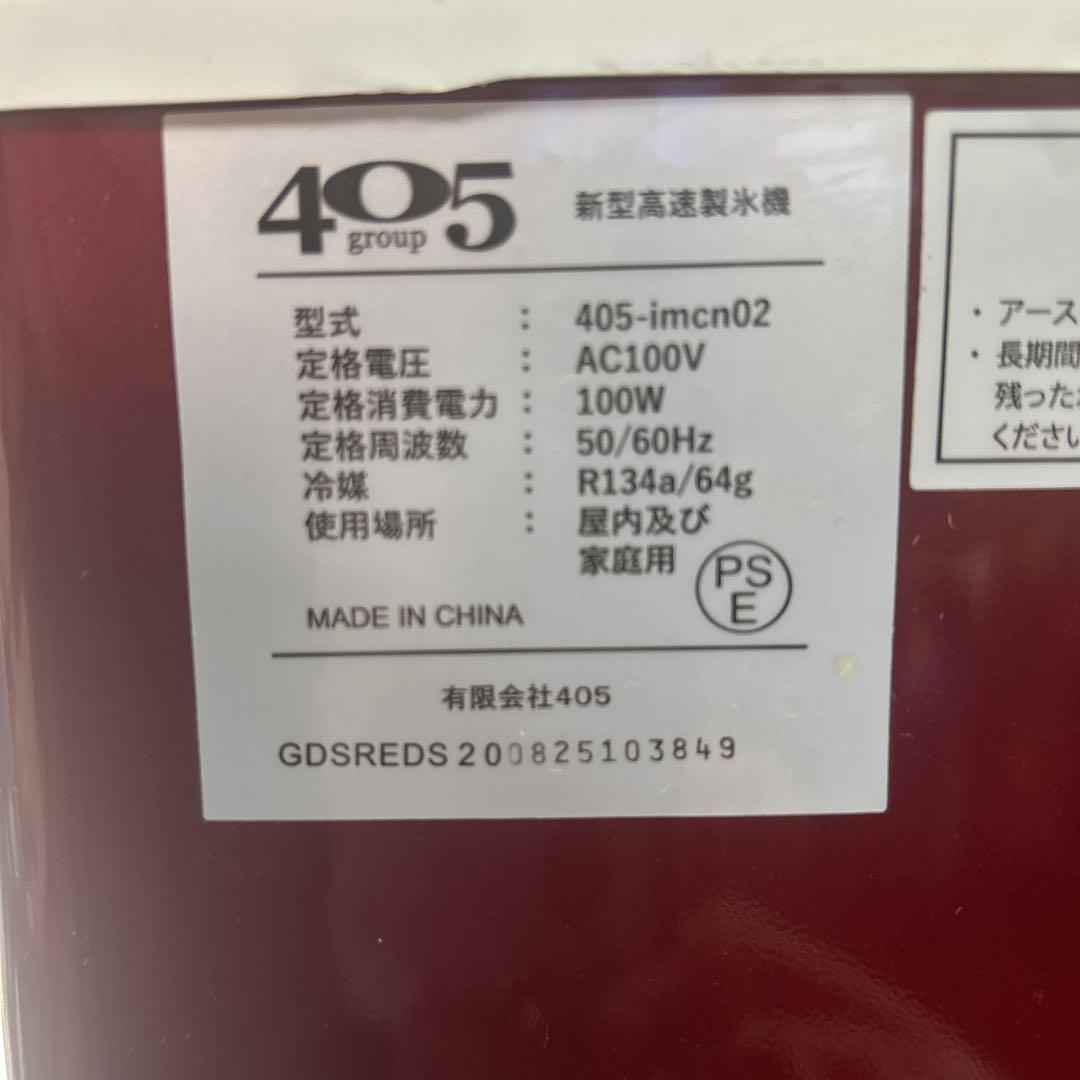 405
group
新型高速製氷機
型式 : 405-imcn02
定格電圧 : AC100V
定格消費電力 : 100W
定格周波数 : 50/60Hz
冷媒 : R134a/64g
使用場所 : 屋内及び
家庭用
PS
E
MADE IN CHINA
有限会社405
GDSREDS200825103849
・アース
・長期間
残った
ください